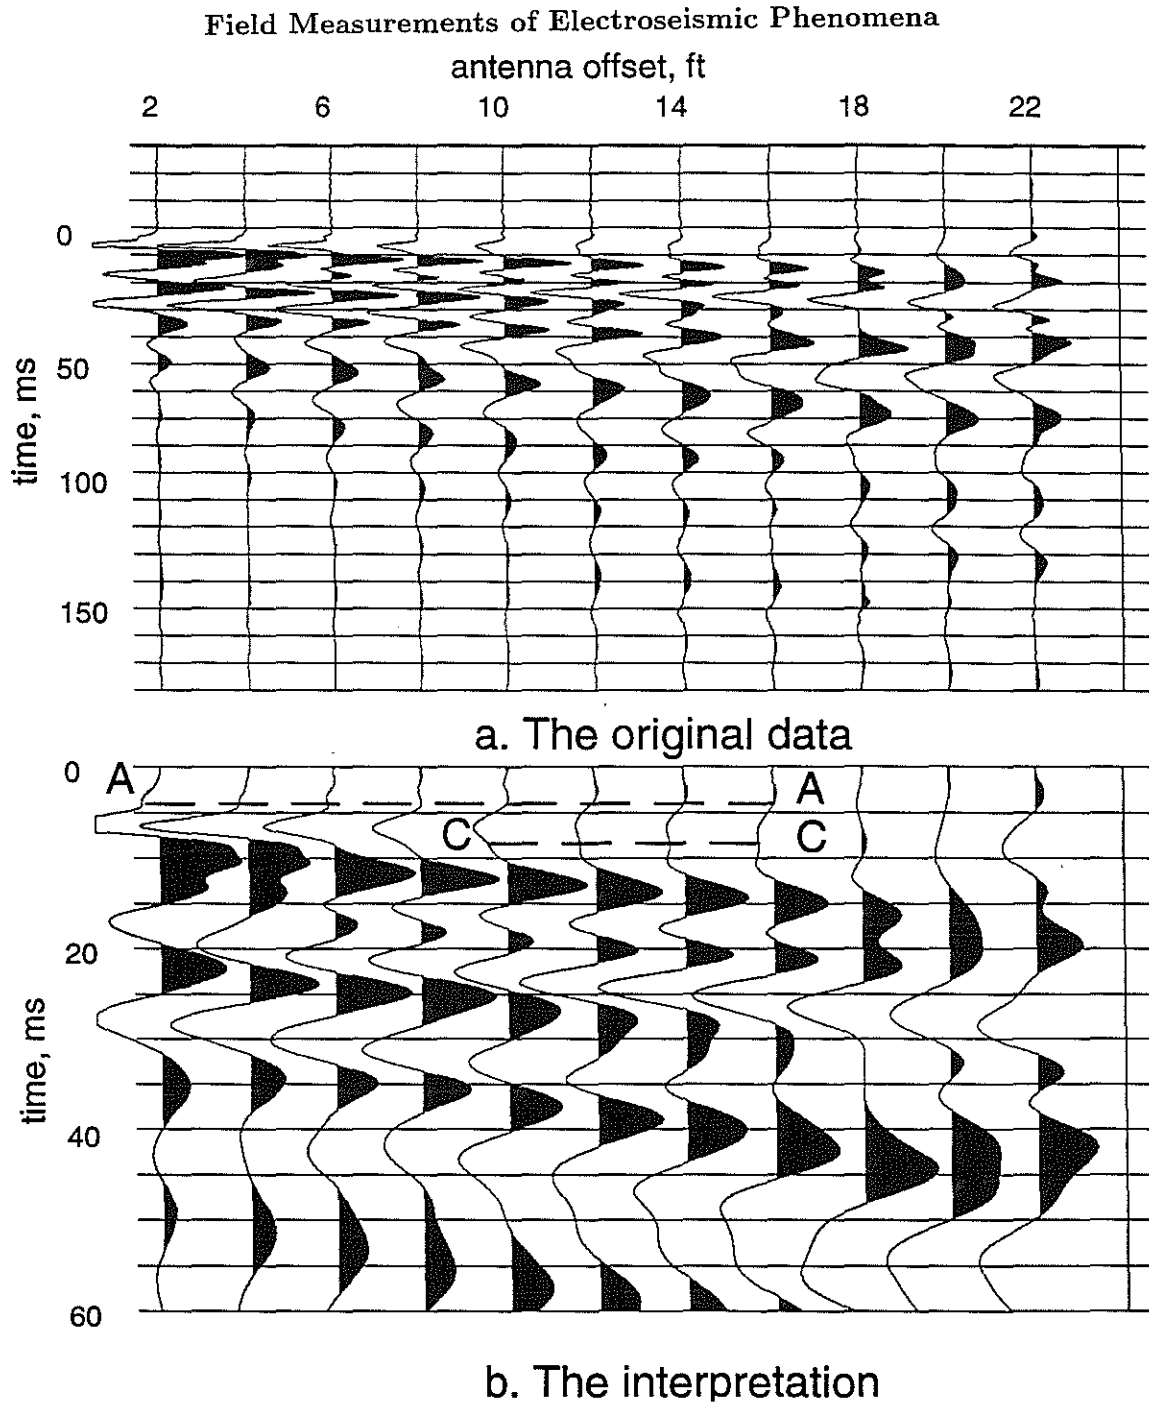 Field Measurements of Electroseismic Phenomena
antenna offset, ft
2 6 10 14 18 22
0
50
100
150
time, ms
a. The original data
0
A A
C C
20
40
60
time, ms
b. The interpretation